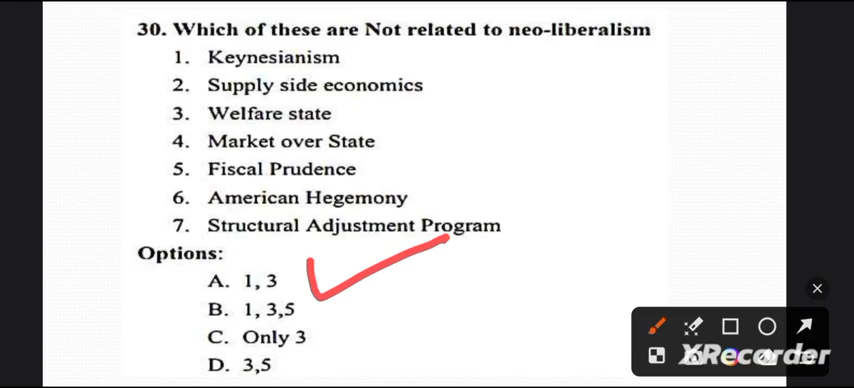 30. Which of these are Not related to neo-liberalism
1. Keynesianism
2. Supply side economics
3. Welfare state
4. Market over State
5. Fiscal Prudence
6. American Hegemony
7. Structural Adjustment Program
Options:
A. 1, 3
B. 1, 3,5
C. Only 3
D. 3,5
XRecorder